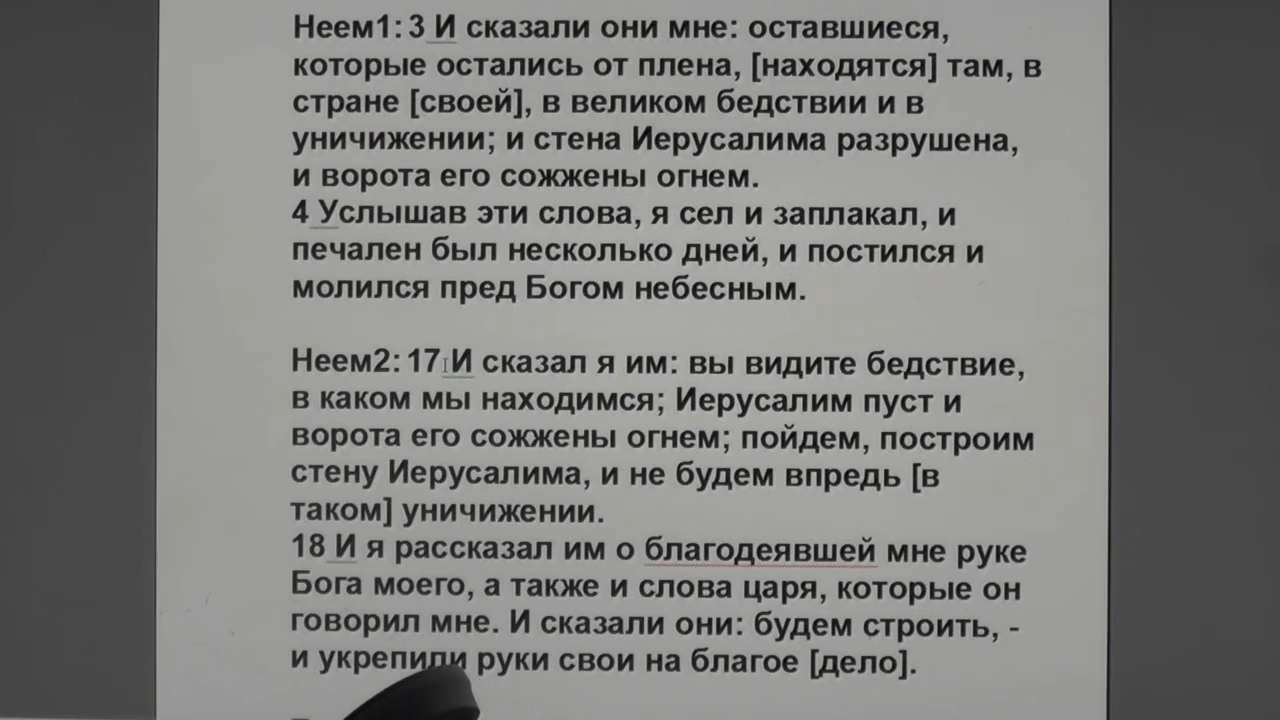 Неем1: 3 И сказали они мне: оставшиеся,
которые остались от плена, [находятся] там, в
стране [своей], в великом бедствии и в
уничижении; и стена Иерусалима разрушена,
и ворота его сожжены огнем.
4 Услышав эти слова, я сел и заплакал, и
печален был несколько дней, и постился и
молился пред Богом небесным.
Неем2: 17 И сказал я им: вы видите бедствие,
в каком мы находимся; Иерусалим пуст и
ворота его сожжены огнем; пойдем, построим
стену Иерусалима, и не будем впредь [в
таком] уничижении.
18 И я рассказал им о благодеявшей мне руке
Бога моего, а также и слова царя, которые он
говорил мне. И сказали они: будем строить, -
и укрепили руки свои на благое [дело].